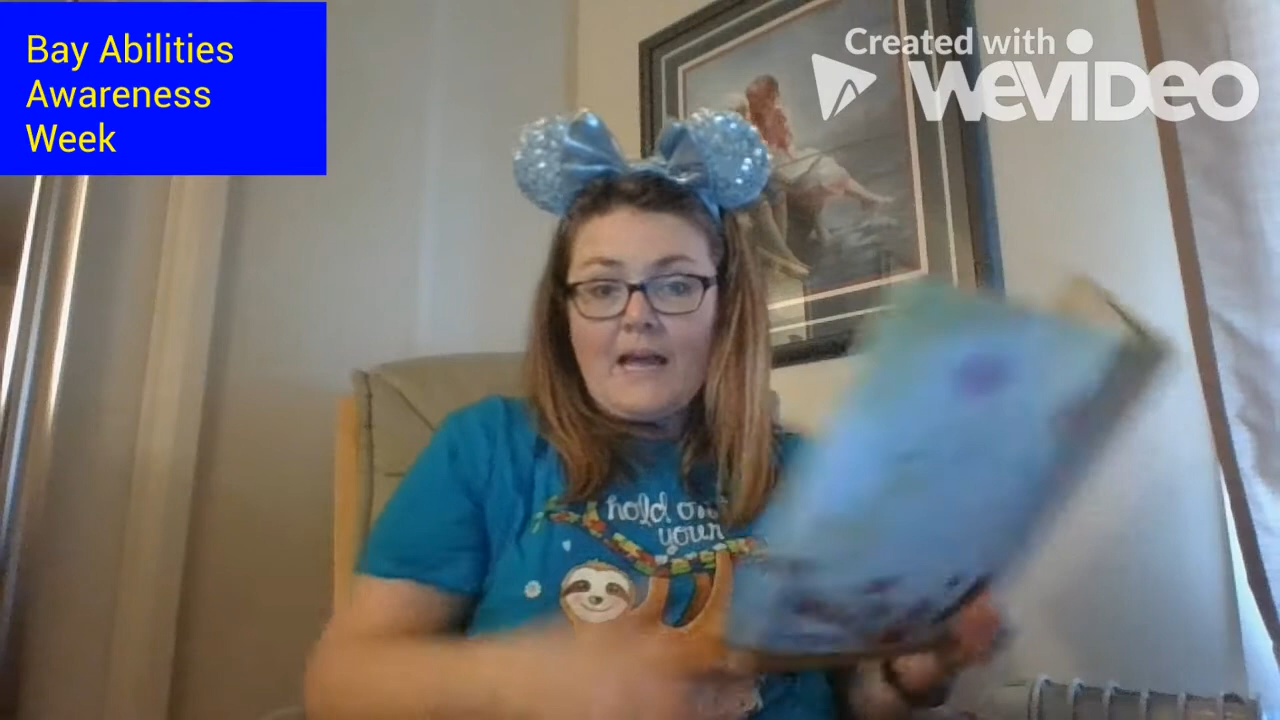 Bay Abilities
Awareness
Week
Created with
WEVIDEO
hold on
your